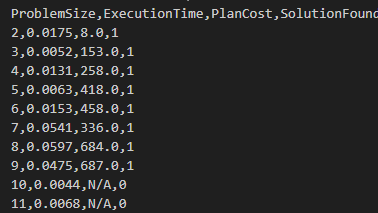 ProblemSize,ExecutionTime,PlanCost,SolutionFound
2,0.0175,8.0,1
3,0.0052,153.0,1
4,0.0131,258.0,1
5,0.0063,418.0,1
6,0.0153,458.0,1
7,0.0541,336.0,1
8,0.0597,684.0,1
9,0.0475,687.0,1
10,0.0044,N/A,0
11,0.0068,N/A,0